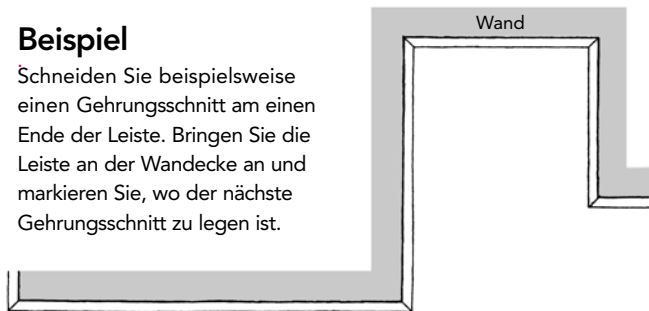 Beispiel
Schneiden Sie beispielsweise
einen Gehrungsschnitt am einen
Ende der Leiste. Bringen Sie die
Leiste an der Wandecke an und
markieren Sie, wo der nächste
Gehrungsschnitt zu legen ist.
Wand